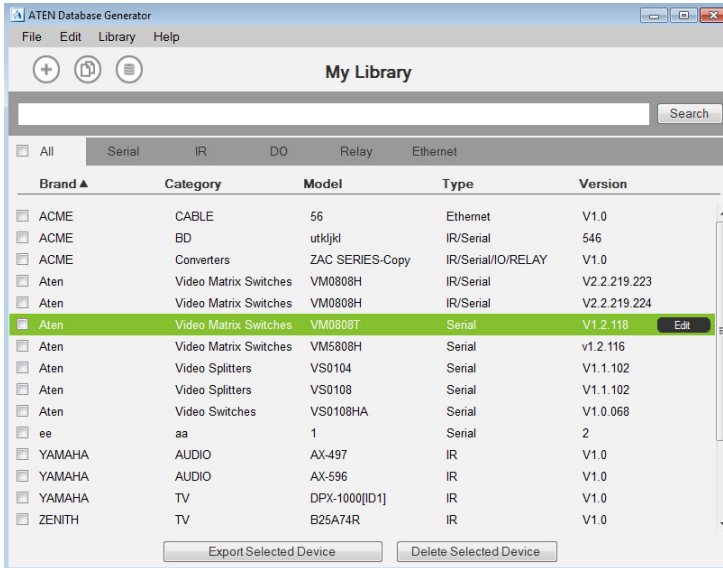 ATEN Database Generator
File Edit Library Help
My Library
Search
All Serial IR DO Relay Ethernet
Brand ▲ Category Model Type Version
ACME CABLE 56 Ethernet V1.0
ACME BD utkljkl IR/Serial 546
ACME Converters ZAC SERIES-Copy IR/Serial/IO/RELAY V1.0
Aten Video Matrix Switches VM0808H IR/Serial V2.2.219.223
Aten Video Matrix Switches VM0808H IR/Serial V2.2.219.224
Aten Video Matrix Switches VM0808T Serial V1.2.118 Edit
Aten Video Matrix Switches VM5808H Serial v1.2.116
Aten Video Splitters VS0104 Serial V1.1.102
Aten Video Splitters VS0108 Serial V1.1.102
Aten Video Switches VS0108HA Serial V1.0.068
ee aa 1 Serial 2
YAMAHA AUDIO AX-497 IR V1.0
YAMAHA AUDIO AX-596 IR V1.0
YAMAHA TV DPX-1000[ID1] IR V1.0
ZENITH TV B25A74R IR V1.0
Export Selected Device Delete Selected Device